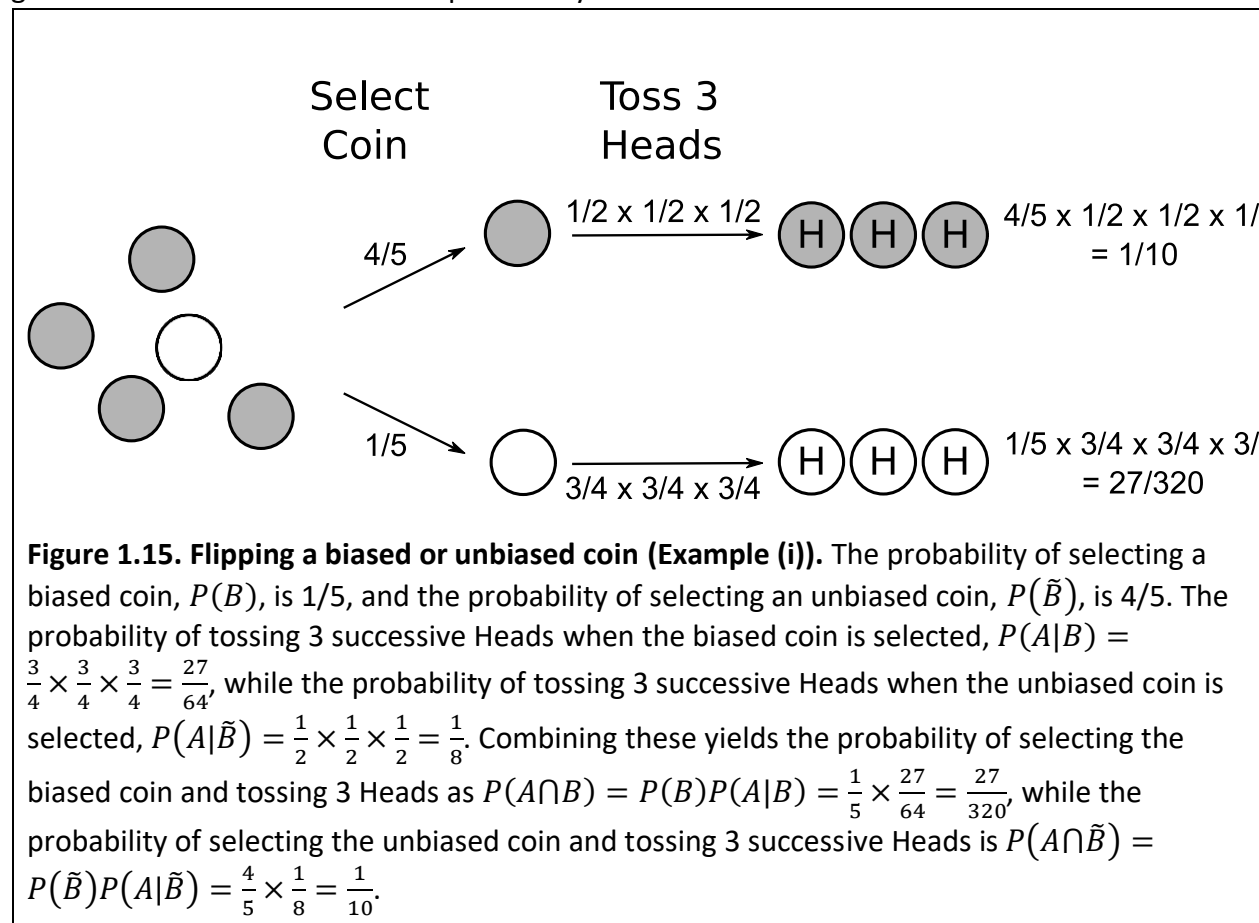 Select
Coin
Toss 3
Heads
4/5
1/2 x 1/2 x 1/2
H H H
4/5 x 1/2 x 1/2 x 1/
= 1/10
1/5
3/4 x 3/4 x 3/4
H H H
1/5 x 3/4 x 3/4 x 3/
= 27/320
Figure 1.15. Flipping a biased or unbiased coin (Example (i)). The probability of selecting a
biased coin, P(B), is 1/5, and the probability of selecting an unbiased coin, P(B̃), is 4/5. The
probability of tossing 3 successive Heads when the biased coin is selected, P(A|B) =
3/4 × 3/4 × 3/4 = 27/64, while the probability of tossing 3 successive Heads when the unbiased coin is
selected, P(A|B̃) = 1/2 × 1/2 × 1/2 = 1/8. Combining these yields the probability of selecting the
biased coin and tossing 3 Heads as P(A∩B) = P(B)P(A|B) = 1/5 × 27/64 = 27/320, while the
probability of selecting the unbiased coin and tossing 3 successive Heads is P(A∩B̃) =
P(B̃)P(A|B̃) = 4/5 × 1/8 = 1/10.